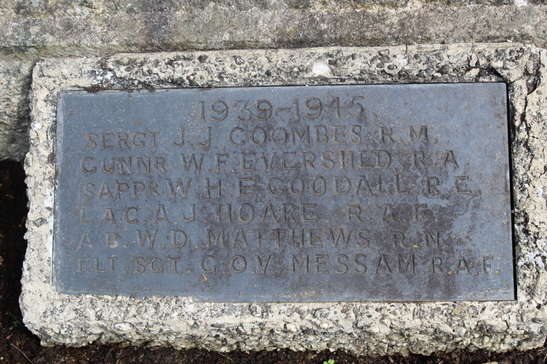 1939-1945
SERGT J.J. COOMBES R.M.
GUNNR W.F. EVERSHED R.A.
SAPPR W.H.E. GOODALL R.E.
L.A.C. A.J. HOARE R.A.F.
A.B. W.D. MATTHEWS R.N.
FLT SGT. G.O.V. MESSAM R.A.F.